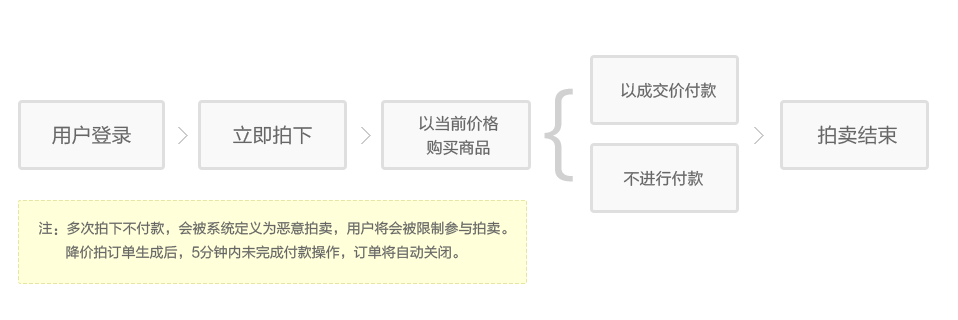 用户登录
立即拍下
以当前价格
购买商品
以成交价付款
不进行付款
拍卖结束
注：多次拍下不付款，会被系统定义为恶意拍卖，用户将会被限制参与拍卖。
降价拍订单生成后，5分钟内未完成付款操作，订单将自动关闭。